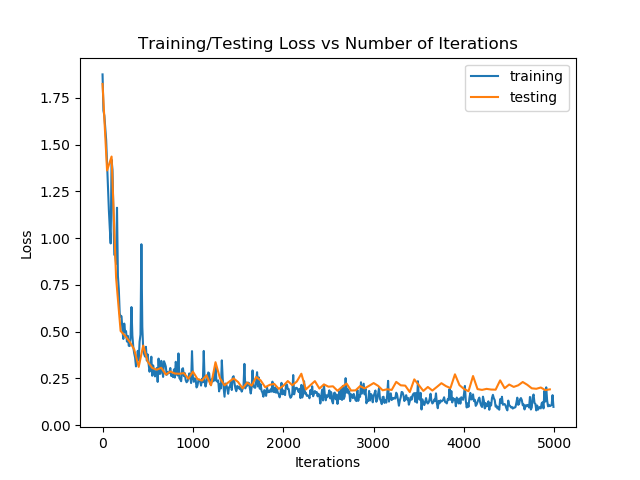 Training/Testing Loss vs Number of Iterations
training
testing
1.75
1.50
1.25
1.00
0.75
0.50
0.25
0.00
Loss
0 1000 2000 3000 4000 5000
Iterations